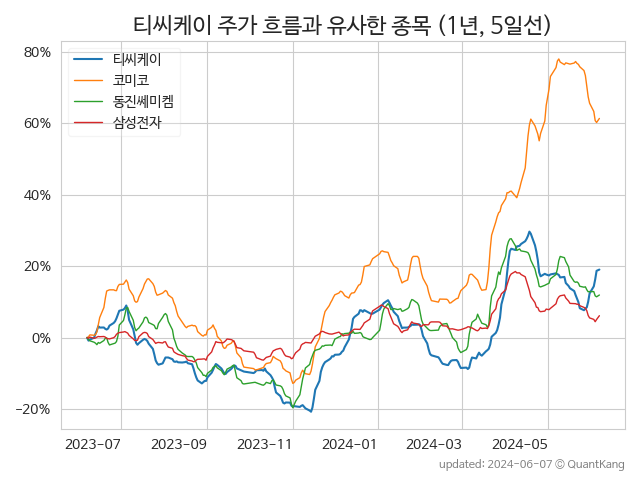 티씨케이 주가 흐름과 유사한 종목 (1년, 5일선)
티씨케이
코미코
동진쎄미켐
삼성전자
80%
60%
40%
20%
0%
−20%
2023-07 2023-09 2023-11 2024-01 2024-03 2024-05
updated: 2024-06-07 © QuantKang